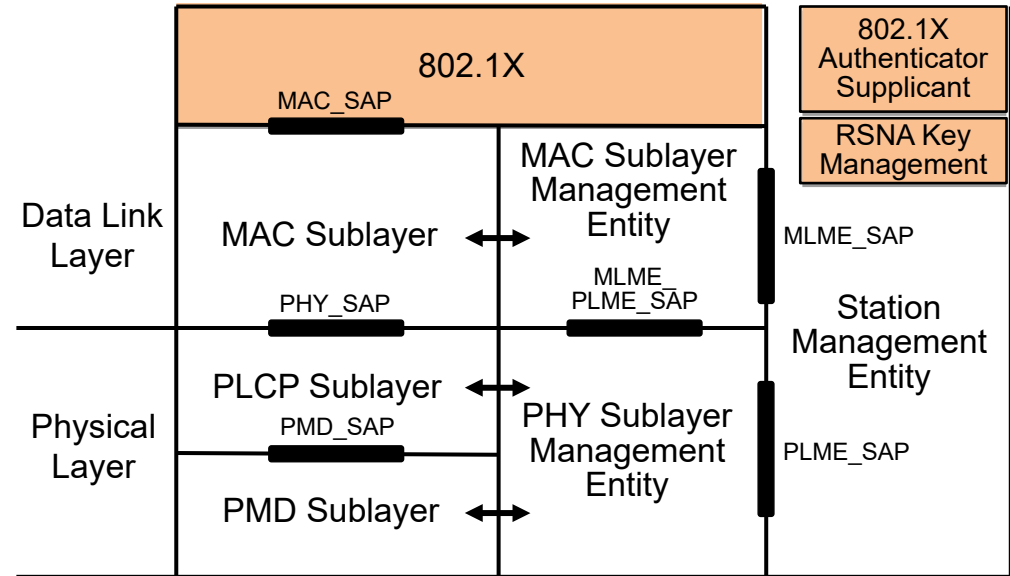 802.1X
MAC_SAP
802.1X
Authenticator
Supplicant
RSNA Key
Management
Data Link
Layer
MAC Sublayer
MAC Sublayer
Management
Entity
MLME_SAP
PHY_SAP
MLME_
PLME_SAP
Station
Management
Entity
Physical
Layer
PLCP Sublayer
PMD_SAP
PMD Sublayer
PHY Sublayer
Management
Entity
PLME_SAP